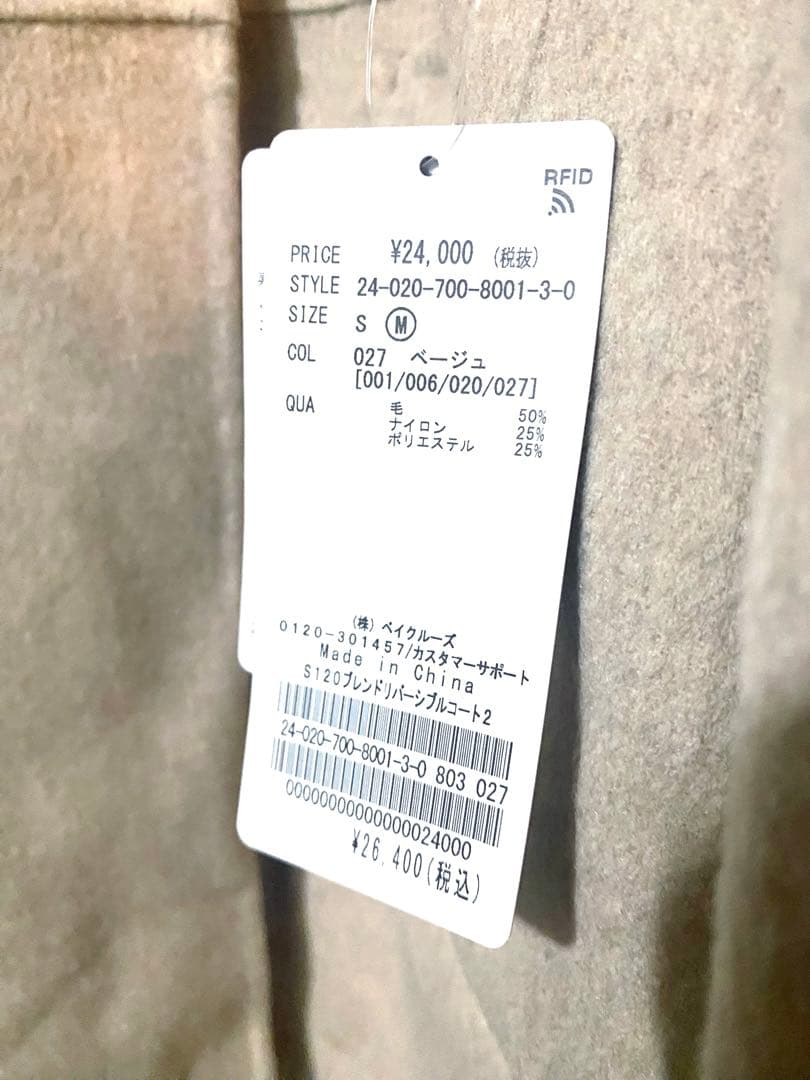 RFID
PRICE ¥24,000 (税抜)
STYLE 24-020-700-8001-3-0
SIZE S M
COL 027 ベージュ
[001/006/020/027]
QUA 毛 50%
ナイロン 25%
ポリエステル 25%
(株) ベイクルーズ
0120-301457/カスタマーサポート
Made in China
S120ブレンドリバーシブルコート2
24-020-700-8001-3-0 803 027
0000000000000024000
¥26,400(税込)